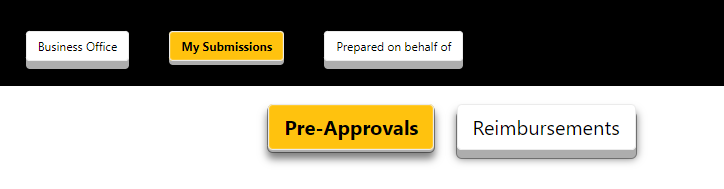 Business Office
My Submissions
Prepared on behalf of
Pre-Approvals
Reimbursements